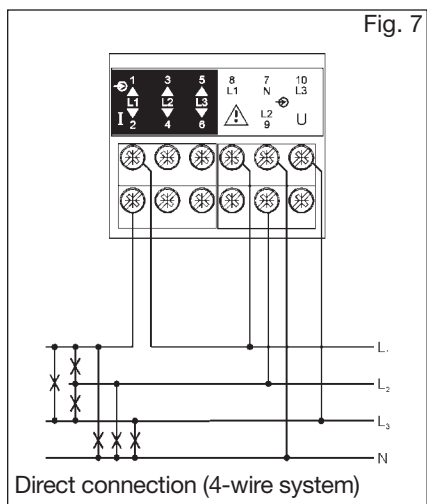 Fig. 7
1 3 5 8 7 10
L1 N L3
L1 L2 L3
I 2 4 6 L2 9 U
L1
L2
L3
N
Direct connection (4-wire system)